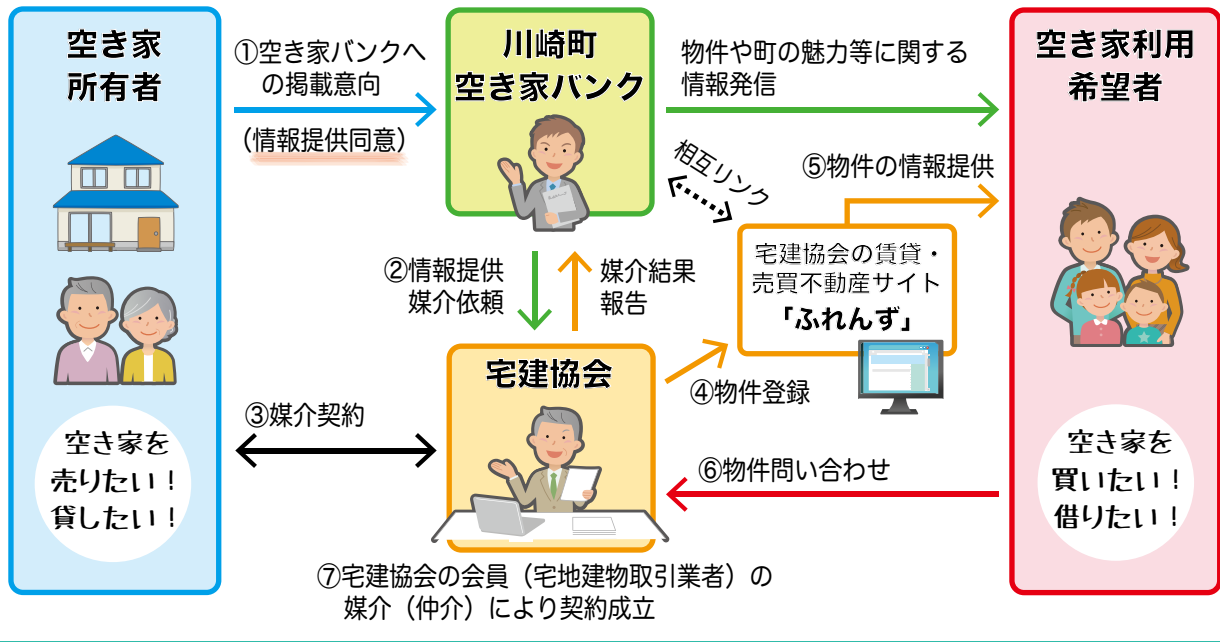 空き家
所有者
空き家を
売りたい！
貸したい！
①空き家バンクへ
の掲載意向
（情報提供同意）
川崎町
空き家バンク
物件や町の魅力等に関する
情報発信
相互リンク
⑤物件の情報提供
②情報提供
媒介依頼
媒介結果
報告
宅建協会の賃貸・
売買不動産サイト
「ふれんず」
宅建協会
④物件登録
③媒介契約
⑥物件問い合わせ
⑦宅建協会の会員（宅地建物取引業者）の
媒介（仲介）により契約成立
空き家利用
希望者
空き家を
買いたい！
借りたい！